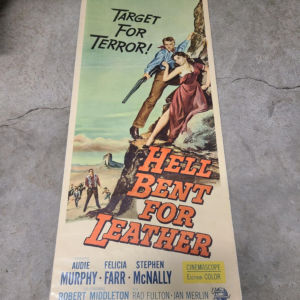 TARGET
FOR
TERROR!
HELL
BENT
FOR
LEATHER
AUDIE MURPHY · FELICIA FARR · STEPHEN McNALLY
CINEMASCOPE
Eastman COLOR
ROBERT MIDDLETON · RAD FULTON · JAN MERLIN